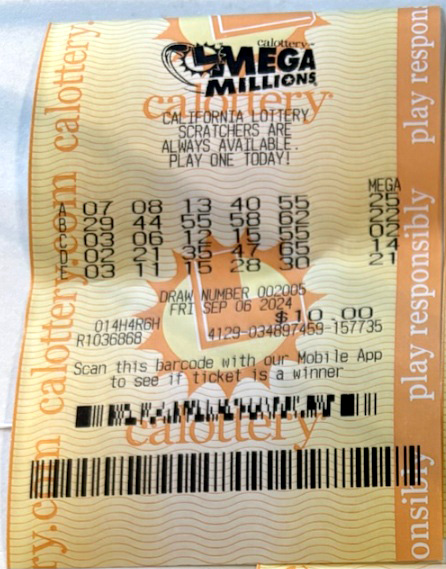 calottery
MEGA
MILLIONS
calottery
CALIFORNIA LOTTERY
SCRATCHERS ARE
ALWAYS AVAILABLE.
PLAY ONE TODAY!
MEGA
A 07 08 13 40 55 25
B 29 44 55 58 62 22
C 03 06 12 15 55 02
D 02 21 35 47 65 14
E 03 11 15 28 30 21
DRAW NUMBER 002005
FRI SEP 06 2024
$10.00
014H4R6H 4129-034897459-157735
R1036868
Scan this barcode with our Mobile App
to see if ticket is a winner
calottery
ry.com calottery.com calottery.
onsibly play responsibly play respon